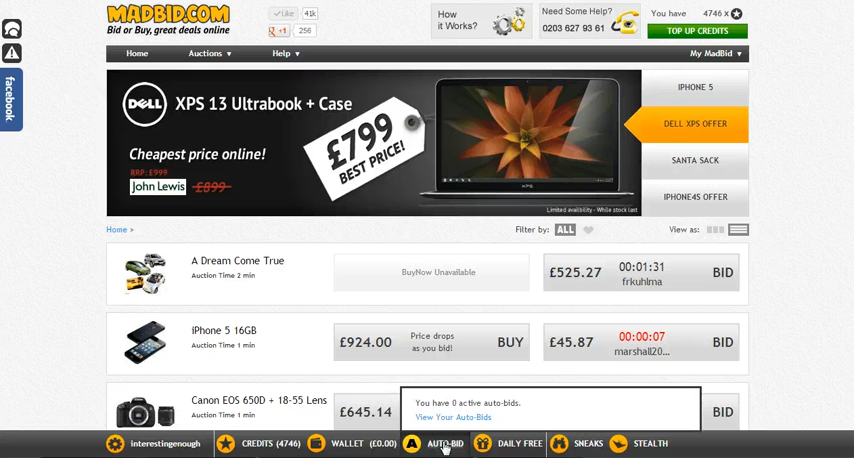 MADBID.COM
Bid or Buy, great deals online
Like 41k
g +1 256
How it Works?
Need Some Help?
0203 627 93 61
You have 4746 x
TOP UP CREDITS
Home Auctions Help My MadBid
facebook
DELL XPS 13 Ultrabook + Case
£799
BEST PRICE!
Cheapest price online!
RRP: £999
John Lewis £899
XPS
Limited availibility - While stock last
IPHONE 5
DELL XPS OFFER
SANTA SACK
IPHONE4S OFFER
Home >
Filter by: ALL View as:
A Dream Come True
Auction Time 2 min
BuyNow Unavailable
£525.27 00:01:31 BID
frkuhlma
iPhone 5 16GB
Auction Time 1 min
£924.00 Price drops as you bid! BUY
£45.87 00:00:07 BID
marshall20...
Canon EOS 650D + 18-55 Lens
Auction Time 1 min
£645.14
BID
You have 0 active auto-bids.
View Your Auto-Bids
interestingenough CREDITS (4746) WALLET (£0.00) A AUTO-BID DAILY FREE SNEAKS STEALTH